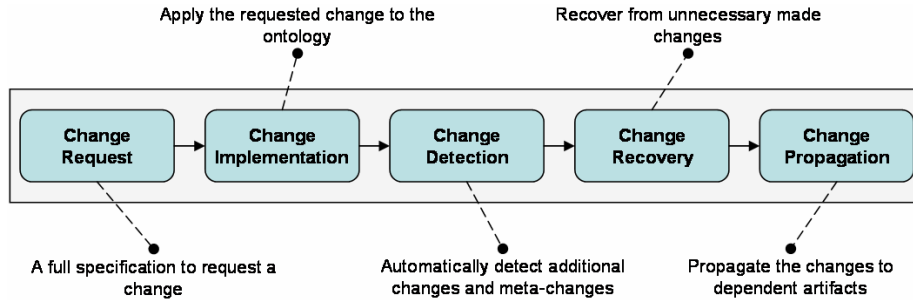 Apply the requested change to the
ontology
Recover from unnecessary made
changes
Change
Request
Change
Implementation
Change
Detection
Change
Recovery
Change
Propagation
A full specification to request a
change
Automatically detect additional
changes and meta-changes
Propagate the changes to
dependent artifacts